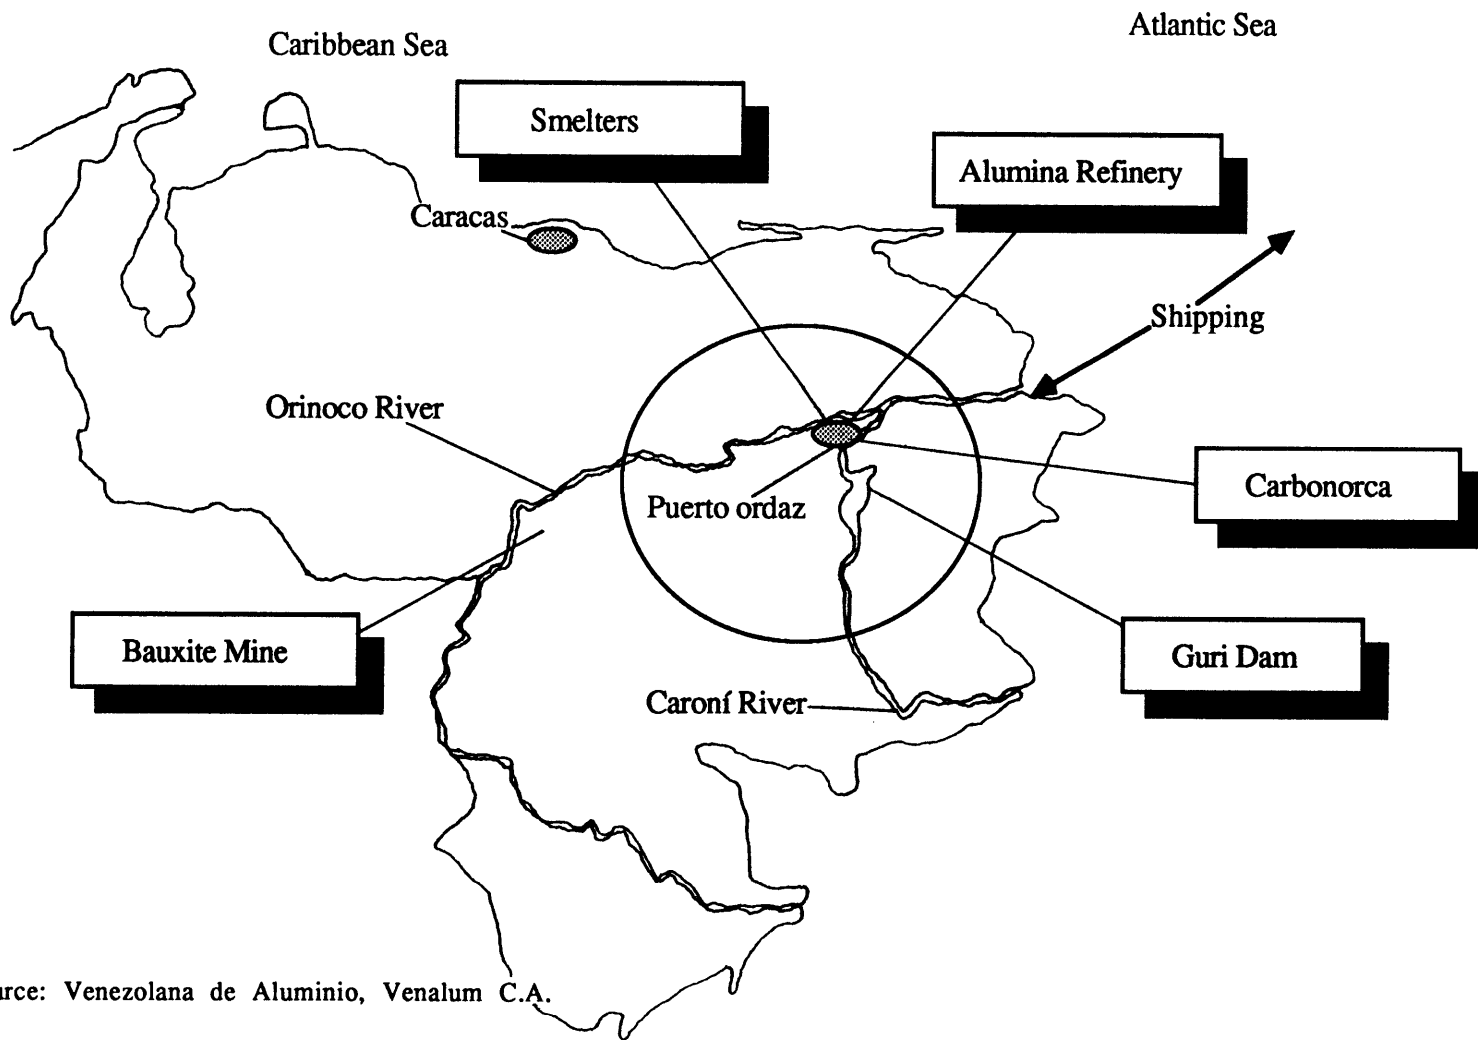 Atlantic Sea
Caribbean Sea
Smelters
Alumina Refinery
Caracas
Shipping
Orinoco River
Carbonorca
Puerto ordaz
Bauxite Mine
Guri Dam
Caroní River
urce: Venezolana de Aluminio, Venalum C.A.